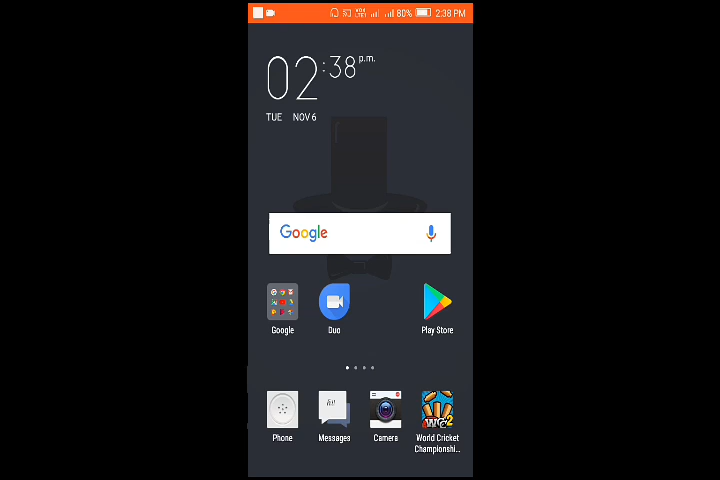 80% 2:38 PM
02:38 p.m.
TUE NOV 6
Google
Google Duo Play Store
hi!
Phone Messages Camera World Cricket
Championshi...